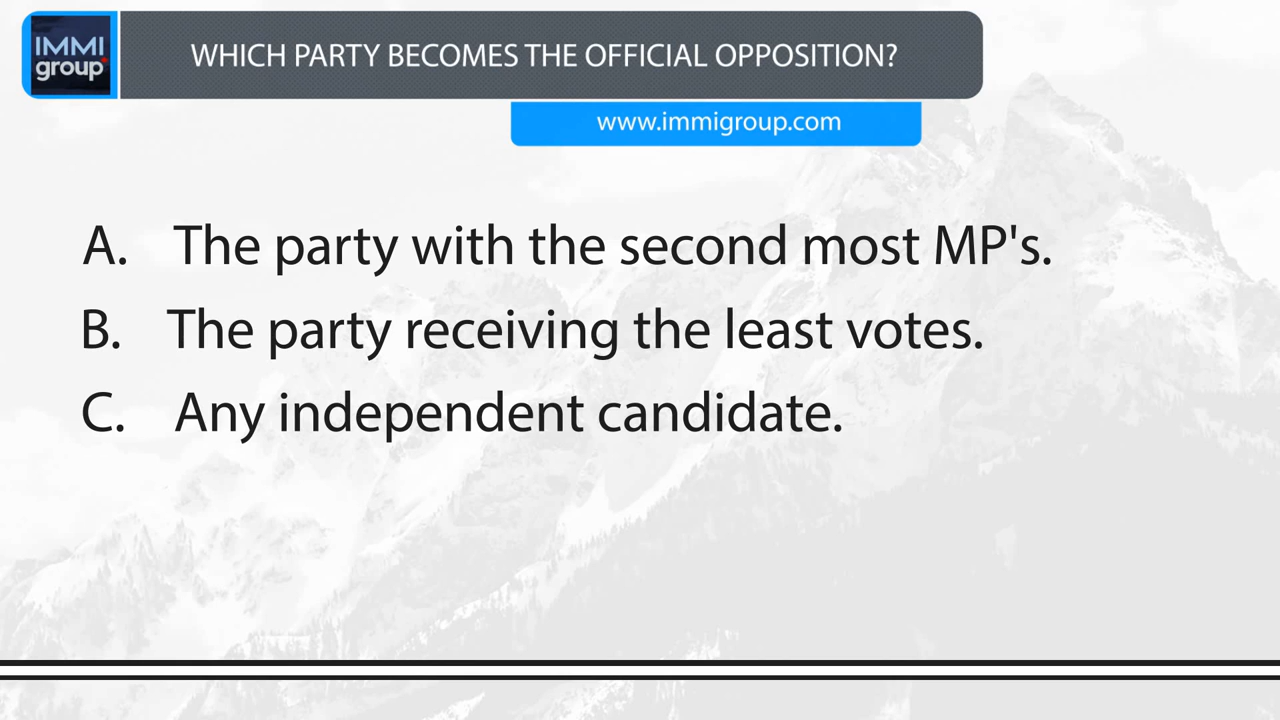 IMMI
group
WHICH PARTY BECOMES THE OFFICIAL OPPOSITION?
www.immigroup.com
A. The party with the second most MP's.
B. The party receiving the least votes.
C. Any independent candidate.